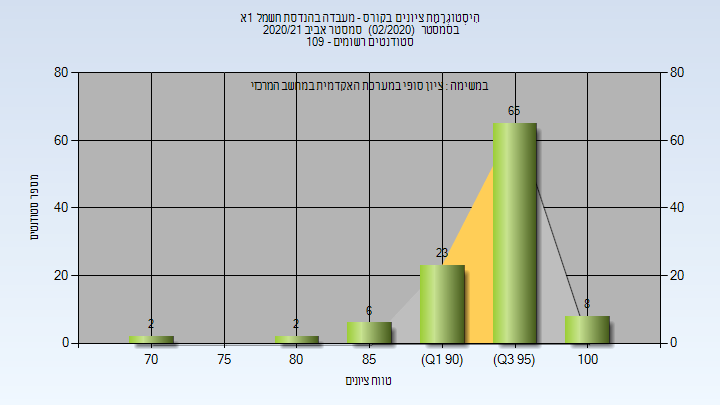 היסטוגרמת ציונים בקורס - מעבדה בהנדסת חשמל 1א
בסמסטר (02/2020) סמסטר אביב 2020/21
סטודנטים רשומים - 109
במשימה : ציון סופי במערכת האקדמית במחשב המרכזי
80 80
60 60
40 40
20 20
0 0
מספר סטודנטים
2 2 6 23 65 8
70 75 80 85 (Q1 90) (Q3 95) 100
טווח ציונים